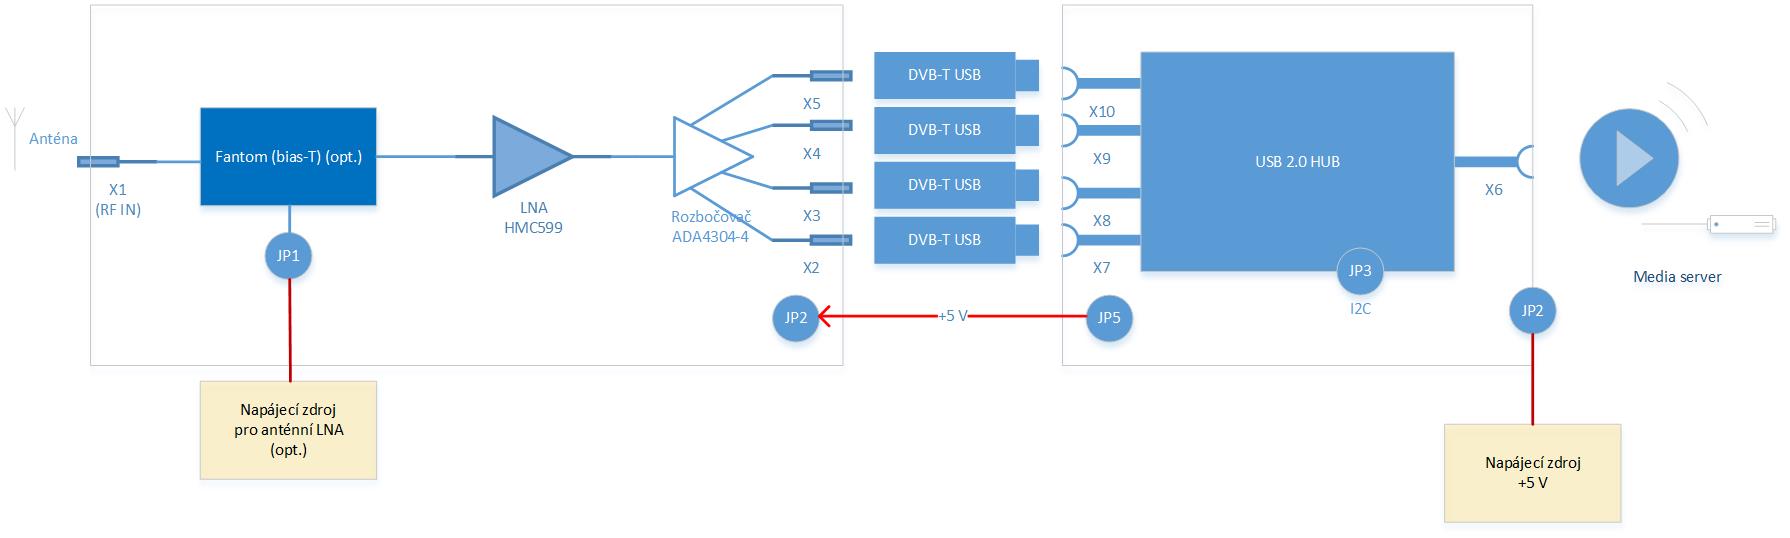 Anténa
X1
(RF IN)
Fantom (bias-T) (opt.)
JP1
Napájecí zdroj
pro anténní LNA
(opt.)
LNA
HMC599
Rozbočovač
ADA4304-4
X5
X4
X3
X2
JP2
+5 V
JP5
DVB-T USB
DVB-T USB
DVB-T USB
DVB-T USB
X10
X9
X8
X7
USB 2.0 HUB
JP3
I2C
X6
JP2
Napájecí zdroj
+5 V
Media server